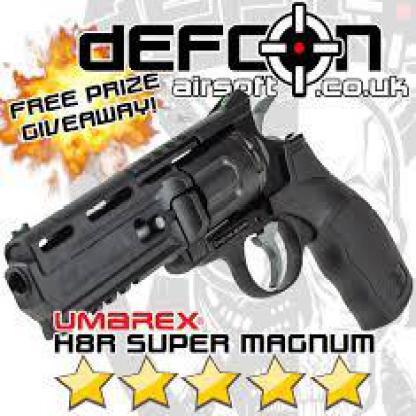 DEFCON
airsoft .co.uk
FREE PRIZE
GIVEAWAY!
UMAREX®
H8R SUPER MAGNUM